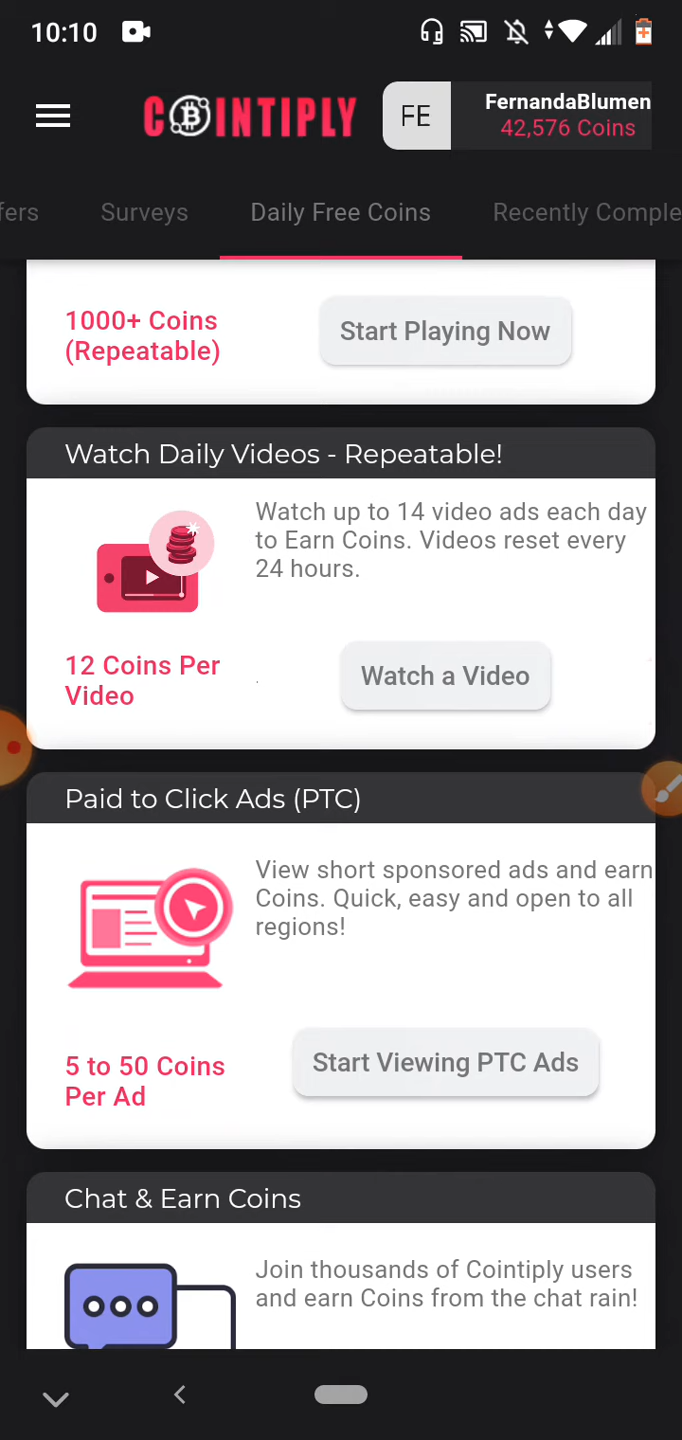 10:10
COINTIPLY
FE
FernandaBlumen
42,576 Coins
fers
Surveys
Daily Free Coins
Recently Comple
1000+ Coins
(Repeatable)
Start Playing Now
Watch Daily Videos - Repeatable!
Watch up to 14 video ads each day
to Earn Coins. Videos reset every
24 hours.
12 Coins Per
Video
Watch a Video
Paid to Click Ads (PTC)
View short sponsored ads and earn
Coins. Quick, easy and open to all
regions!
5 to 50 Coins
Per Ad
Start Viewing PTC Ads
Chat & Earn Coins
Join thousands of Cointiply users
and earn Coins from the chat rain!